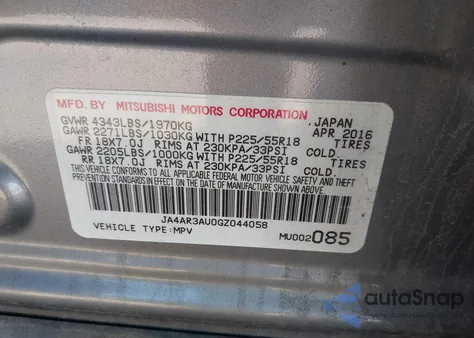 MFD. BY MITSUBISHI MOTORS CORPORATION JAPAN
GVWR 4343LBS/1970KG APR 2016
GAWR 2271LBS/1030KG WITH P225/55R18 TIRES
FR 18X7.0J RIMS AT 230KPA/33PSI COLD.
GAWR 2205LBS/1000KG WITH P225/55R18 TIRES
RR 18X7.0J RIMS AT 230KPA/33PSI COLD.
THIS VEHICLE CONFORMS TO ALL APPLICABLE FEDERAL MOTOR VEHICLE SAFETY AND
THEFT PREVENTION STANDARDS IN EFFECT ON THE DATE OF MANUFACTURE SHOWN ABOVE.
JA4AR3AU0GZ044058
VEHICLE TYPE:MPV MU002085
autoSnap